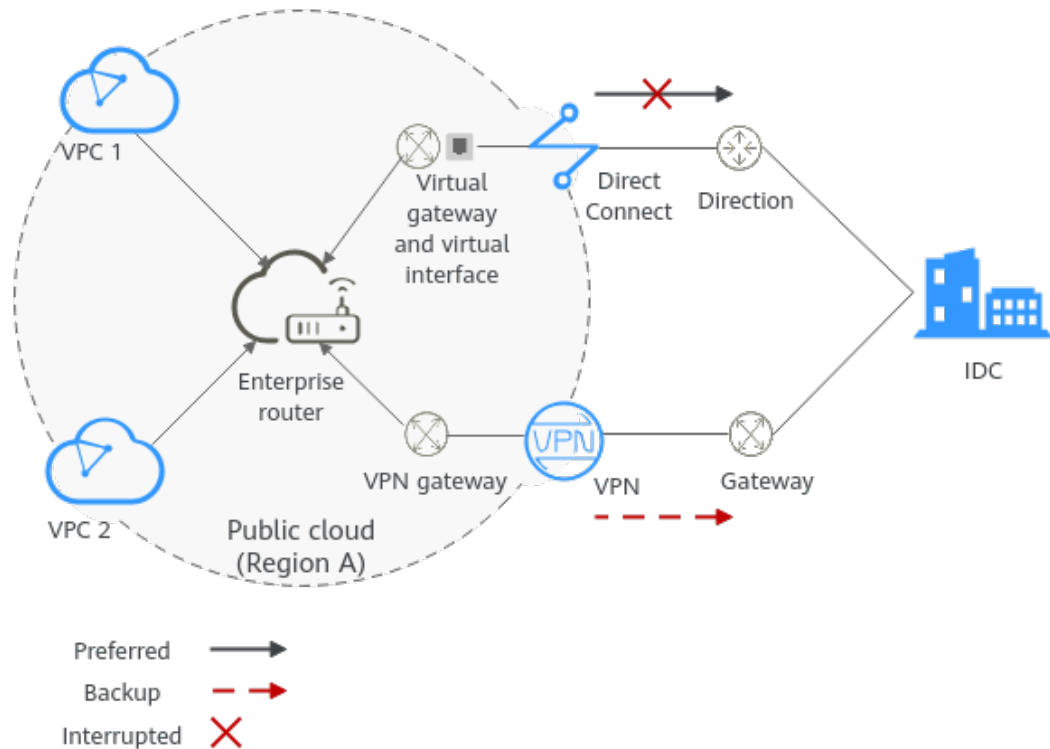 VPC 1
Virtual
gateway
and virtual
interface
Direct
Connect
Direction
Enterprise
router
IDC
VPN
VPN gateway
VPN
Gateway
VPC 2
Public cloud
(Region A)
Preferred
Backup
Interrupted